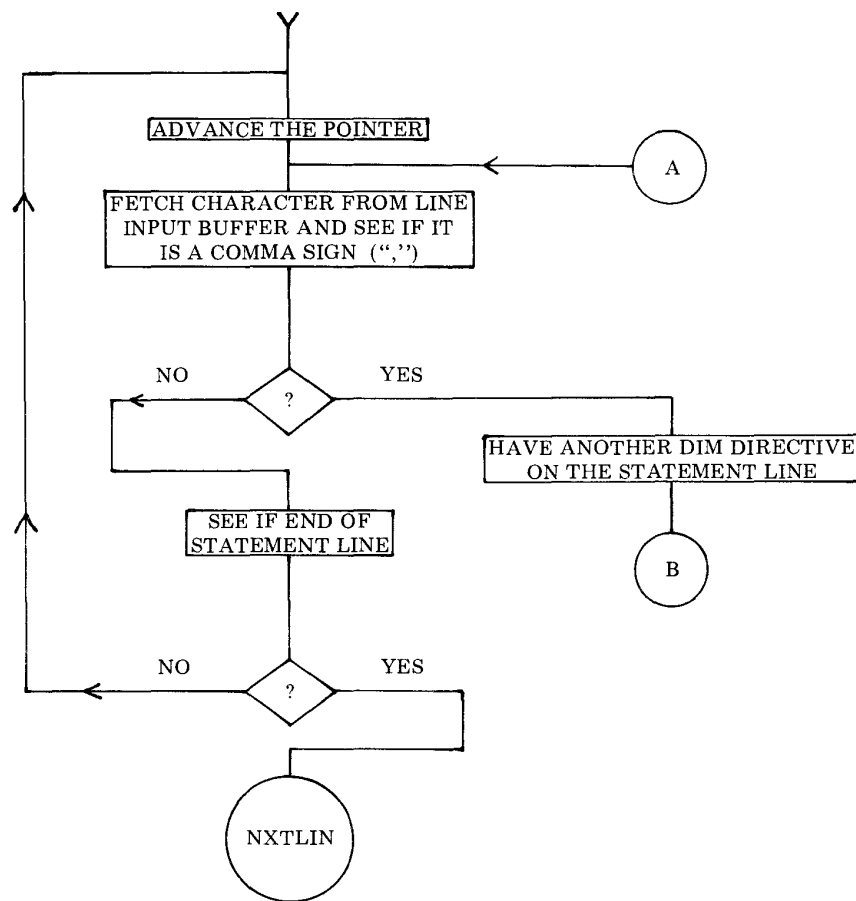 ADVANCE THE POINTER
A
FETCH CHARACTER FROM LINE
INPUT BUFFER AND SEE IF IT
IS A COMMA SIGN (“,”)
NO
?
YES
HAVE ANOTHER DIM DIRECTIVE
ON THE STATEMENT LINE
SEE IF END OF
STATEMENT LINE
B
NO
?
YES
NXTLIN